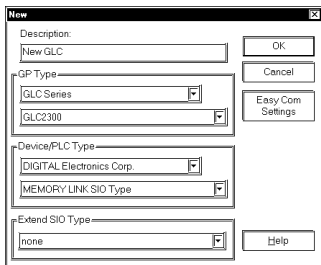 New
Description:
New GLC
OK
GP Type
Cancel
GLC Series
Easy Com
Settings
GLC2300
Device/PLC Type
DIGITAL Electronics Corp.
MEMORY LINK SIO Type
Extend SIO Type
none
Help